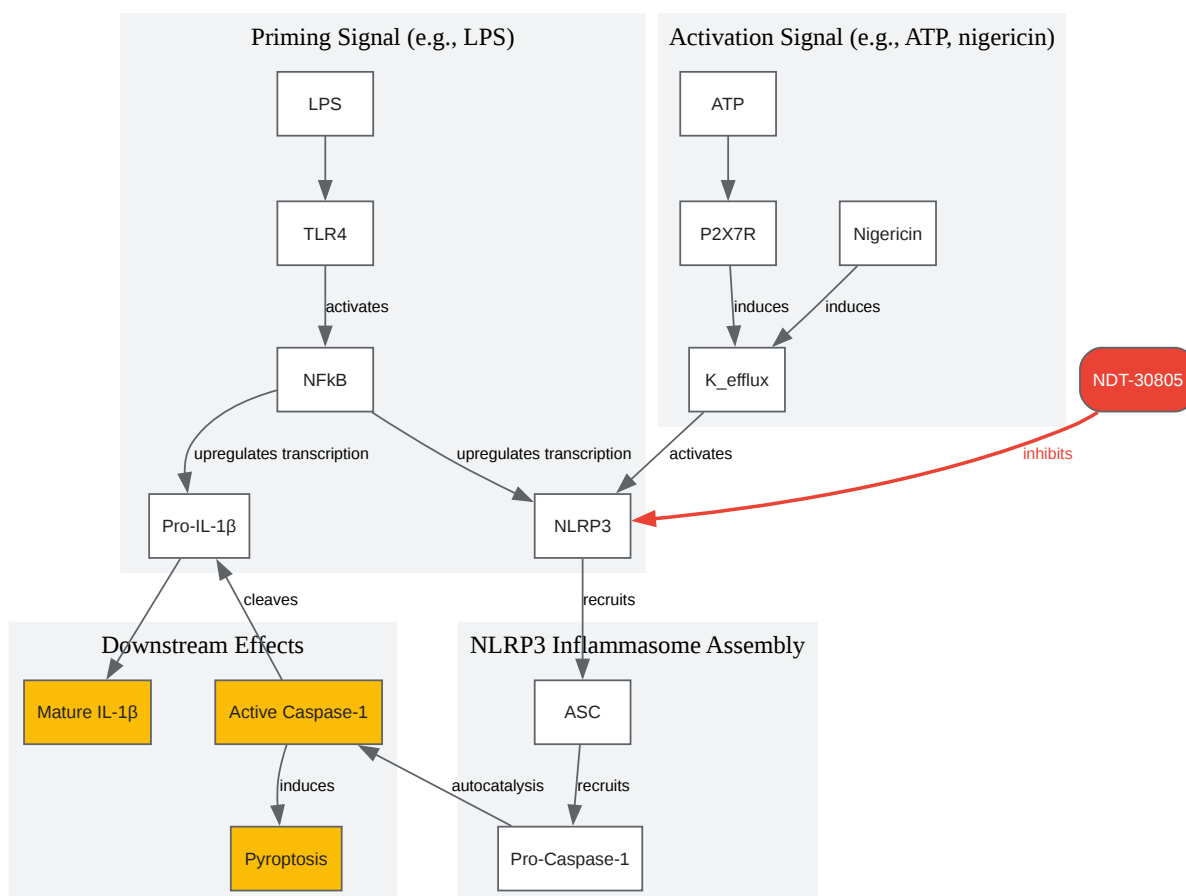 Priming Signal (e.g., LPS)
Activation Signal (e.g., ATP, nigericin)
LPS
ATP
TLR4
P2X7R
Nigericin
activates
induces
induces
NFkB
K_efflux
NDT-30805
upregulates transcription
upregulates transcription
activates
inhibits
Pro-IL-1β
NLRP3
cleaves
recruits
Downstream Effects
NLRP3 Inflammasome Assembly
Mature IL-1β
Active Caspase-1
ASC
induces
autocatalysis
recruits
Pyroptosis
Pro-Caspase-1